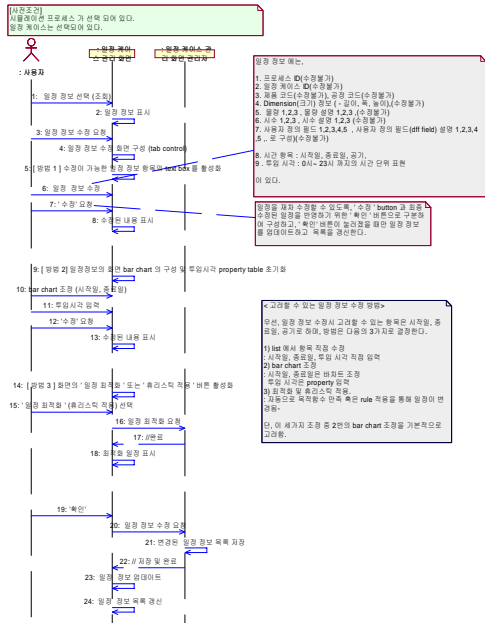 [사전조건]
시뮬레이션 프로세스 가 선택 되어 있다.
일정 케이스는 선택되어 있다.
: 사용자
: 일정 케이스 관리 화면
: 일정 케이스 관리 화면 관리자
1: 일정 정보 선택 (조회)
2: 일정 정보 표시
3: 일정 정보 수정 요청
4: 일정 정보 수정 화면 구성 (tab control)
5: [ 방법 1 ] 수정이 가능한 일정 정보 항목의 text box 를 활성화
6: 일정 정보 수정
7: ' 수정' 요청
8: 수정된 내용 표시
9: [ 방법 2] 일정정보의 화면 bar chart 의 구성 및 투입시각 property table 초기화
10: bar chart 조정 (시작일, 종료일)
11: 투입시각 입력
12: '수정' 요청
13: 수정된 내용 표시
14: [ 방법 3 ] 화면의 ' 일정 최적화 ' 또는 ' 휴리스틱 적용 ' 버튼 활성화
15: ' 일정 최적화 ' (휴리스틱 적용) 선택
16: 일정 최적화 요청
17: //완료
18: 최적화 일정 표시
19: '확인'
20: 일정 정보 수정 요청
21: 변경된 일정 정보 목록 저장
22: // 저장 및 완료
23: 일정 정보 업데이트
24: 일정 정보 목록 갱신
일정 정보 에는,
1. 프로세스 ID(수정불가)
2. 일정 케이스 ID(수정불가)
3. 제품 코드(수정불가), 공정 코드(수정불가)
4. Dimension(크기) 정보 ( - 길이, 폭, 높이),(수정불가)
5. 물량 1,2,3 , 물량 설명 1,2,3 ,(수정불가)
6. 시수 1,2,3 , 시수 설명 1,2,3 (수정불가)
7. 사용자 정의 필드1,2,3,4,5 , 사용자 정의 필드 (dff field) 설명 1,2,3,4
,5 .. 로 구성)(수정불가)
8. 시간 항목 : 시작일, 종료일, 공기,
9 . 투입 시각 : 0시~ 23시 까지의 시간 단위 표현
이 있다.
일정을 재차 수정할 수 있도록, ' 수정 ' button 과 최종
수정된 일정을 반영하기 위한 ' 확인 ' 버튼으로 구분하
여 구성하고, ' 확인' 버튼이 눌려졌을 때만 일정 정보
를 업데이트하고 목록을 갱신한다.
< 고려할 수 있는 일정 정보 수정 방법>
우선, 일정 정보 수정시 고려할 수 있는 항목은 시작일, 종
료일, 공기로 하며, 방법은 다음의 3가지로 결정한다.
1) list 에서 항목 직접 수정
: 시작일, 종료일, 투입 시각 직접 입력
2) bar chart 조정
: 시작일, 종료일은 바차트 조정
투입 시각은 property 입력
3) 최적화 및 휴리스틱 적용.
: 자동으로 목적함수 만족 혹은 rule 적용을 통해 일정이 변
경됨-
단, 이 세가지 조정 중 2번의 bar chart 조정을 기본적으로
고려함.